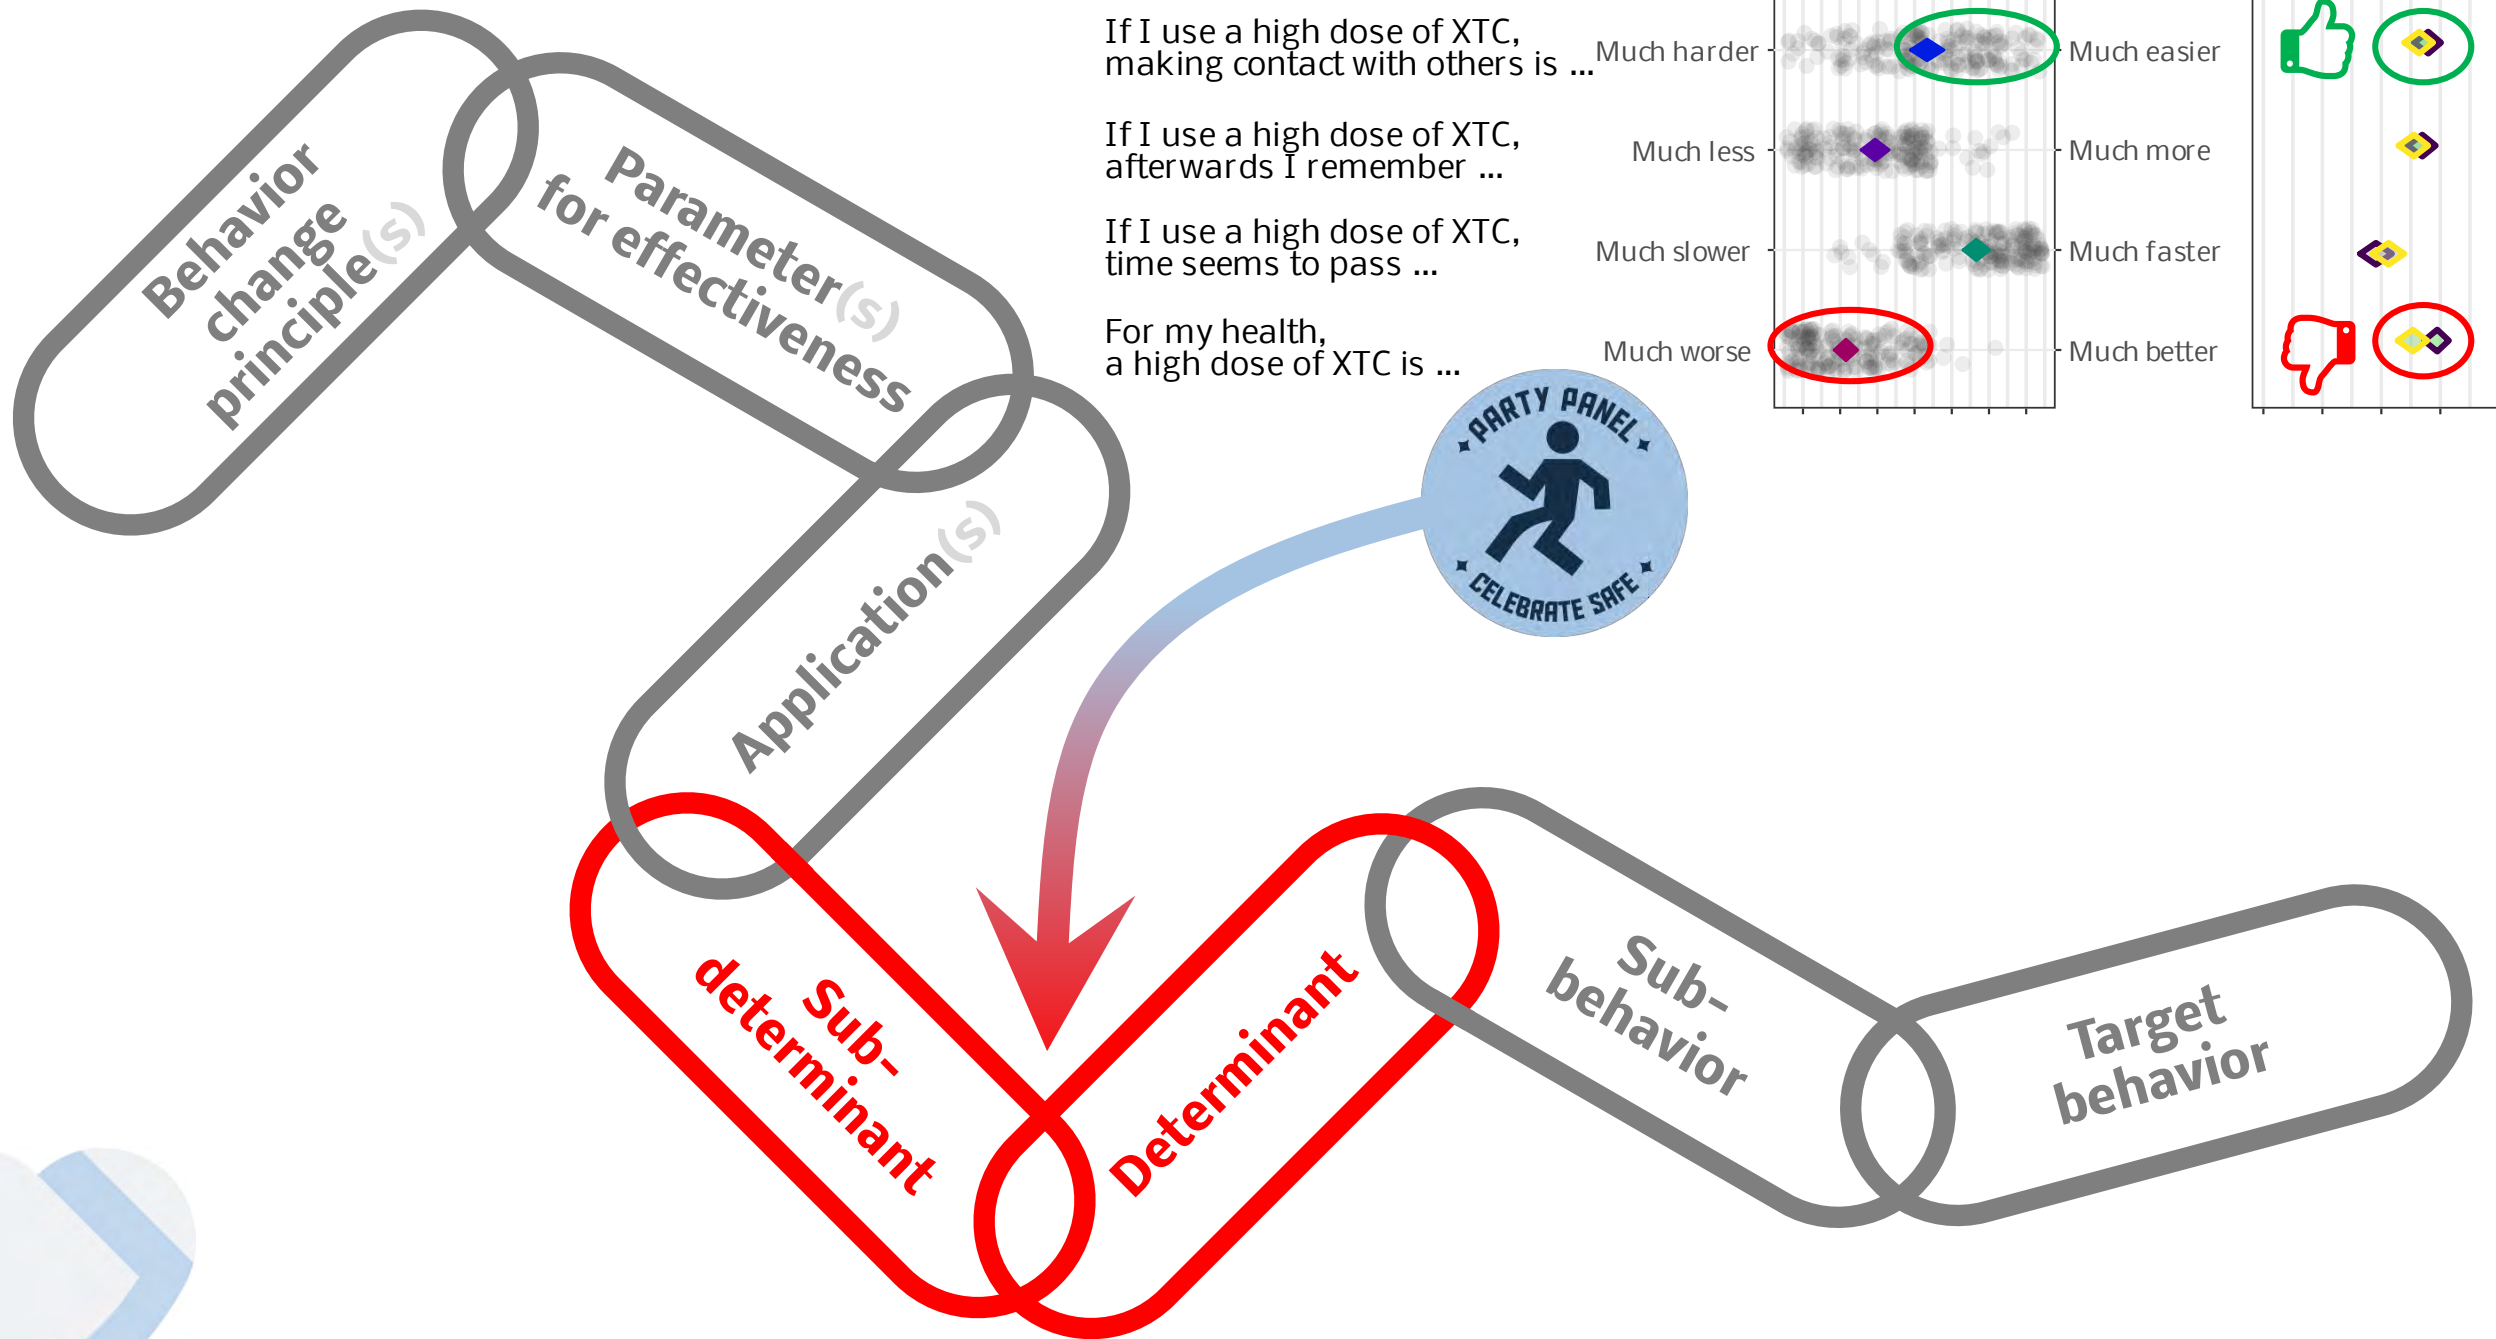 If I use a high dose of XTC,
making contact with others is ...
Much harder
Much easier
If I use a high dose of XTC,
afterwards I remember ...
Much less
Much more
If I use a high dose of XTC,
time seems to pass ...
Much slower
Much faster
For my health,
a high dose of XTC is ...
Much worse
Much better
Behavior
change
principle(s)
Parameter(s)
for effectiveness
Application(s)
PARTY PANEL
CELEBRATE SAFE
Sub-
determinant
Determinant
Sub-
behavior
Target
behavior